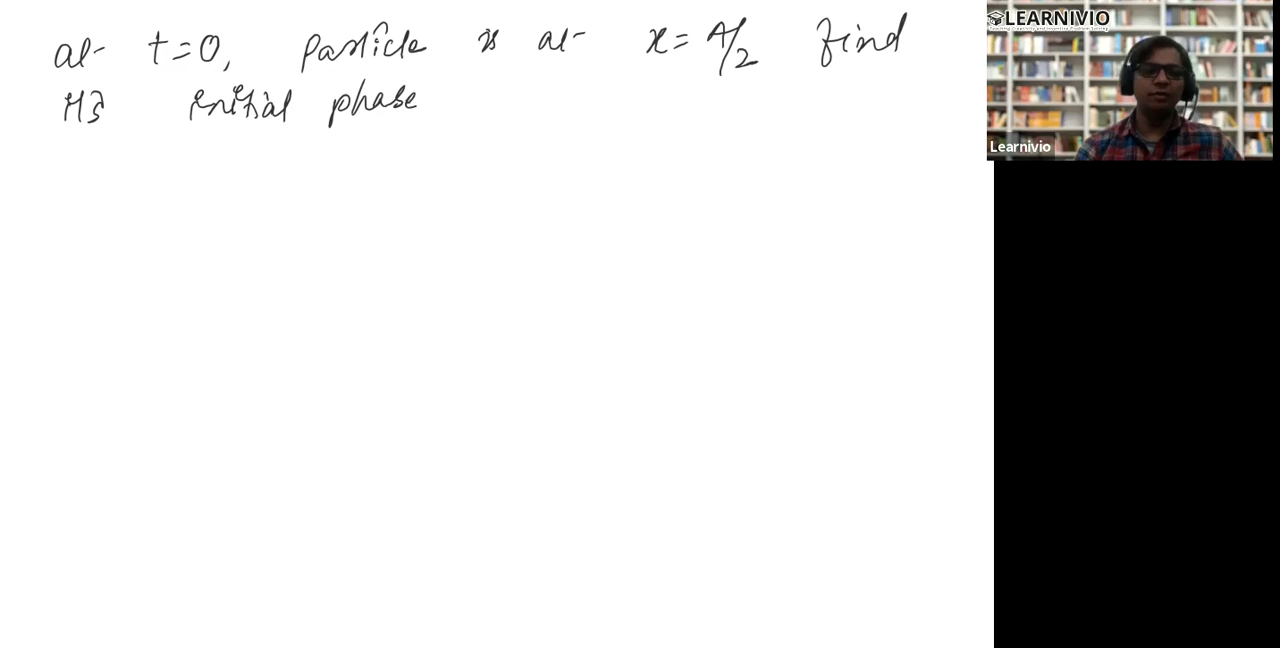 at t=0, particle is at x= A/2 find
its initial phase
LEARNIVIO
Learnivio